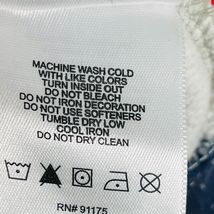 MACHINE WASH COLD
WITH LIKE COLORS
TURN INSIDE OUT
DO NOT BLEACH
DO NOT IRON DECORATION
DO NOT USE SOFTENERS
TUMBLE DRY LOW
COOL IRON
DO NOT DRY CLEAN
RN# 91175